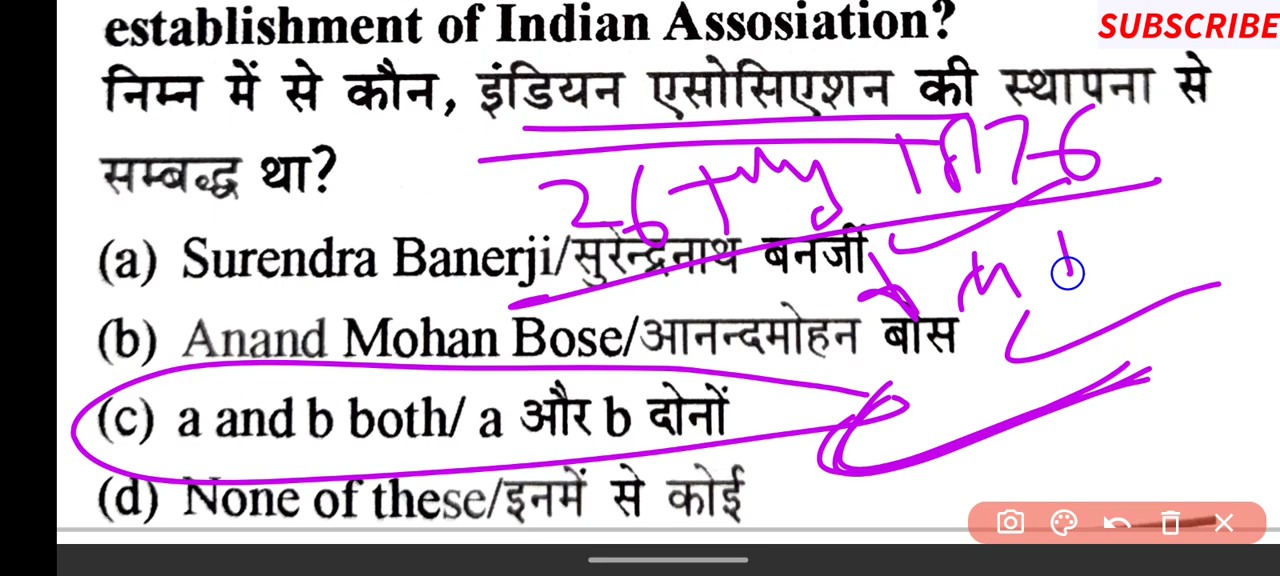 establishment of Indian Assosiation?
SUBSCRIBE
निम्न में से कौन, इंडियन एसोसिएशन की स्थापना से
सम्बद्ध था?
26 1876
(a) Surendra Banerji/सुरेन्द्रनाथ बनर्जी
(b) Anand Mohan Bose/आनन्दमोहन बोस
(c) a and b both/ a और b दोनों
(d) None of these/इनमें से कोई